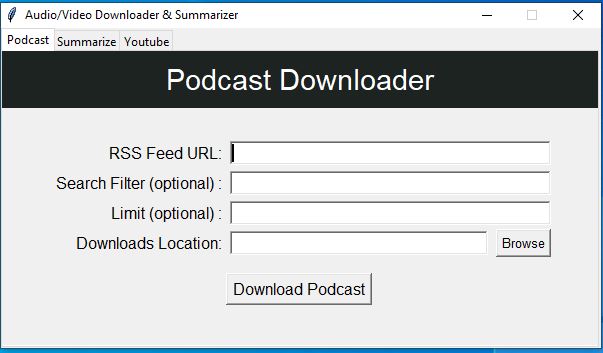 Audio/Video Downloader & Summarizer
Podcast Summarize Youtube
Podcast Downloader
RSS Feed URL:
Search Filter (optional) :
Limit (optional) :
Downloads Location: Browse
Download Podcast